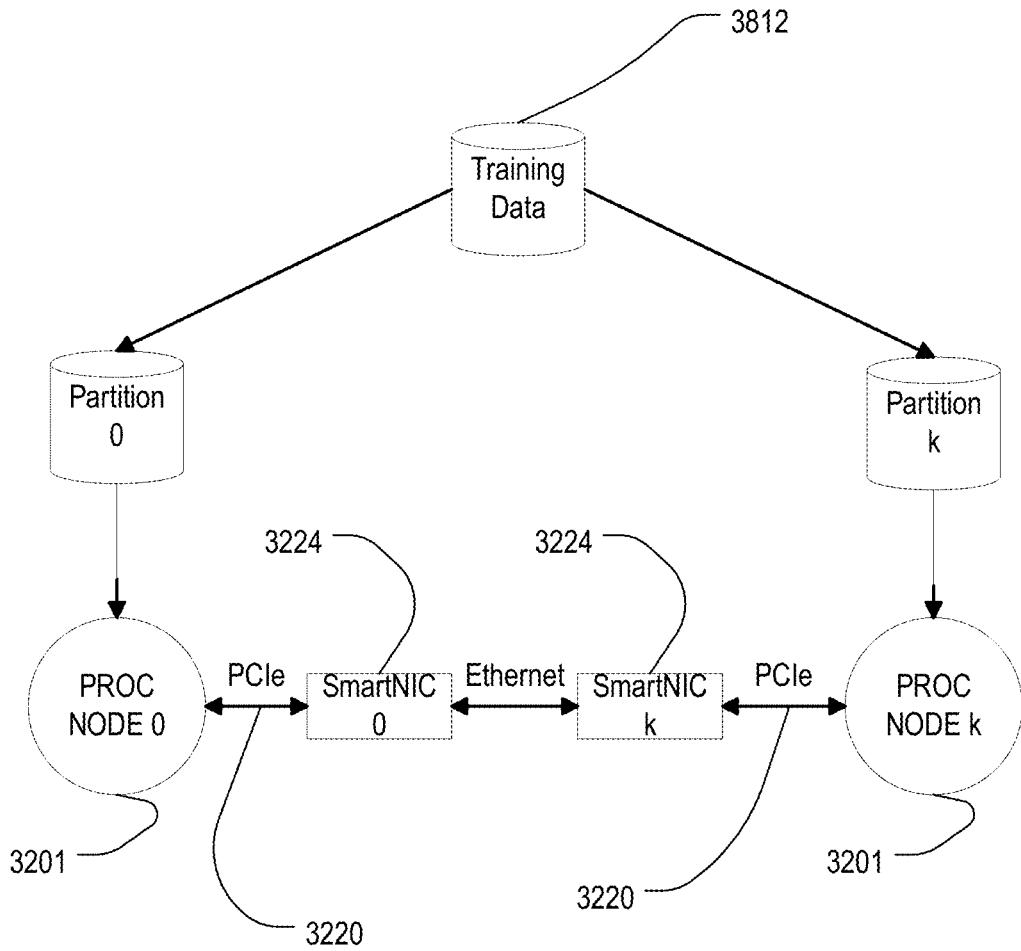 3812
Training
Data
Partition
0
Partition
k
3224
3224
PROC
NODE 0
PCIe
SmartNIC
0
Ethernet
SmartNIC
k
PCIe
PROC
NODE k
3201
3220
3220
3201